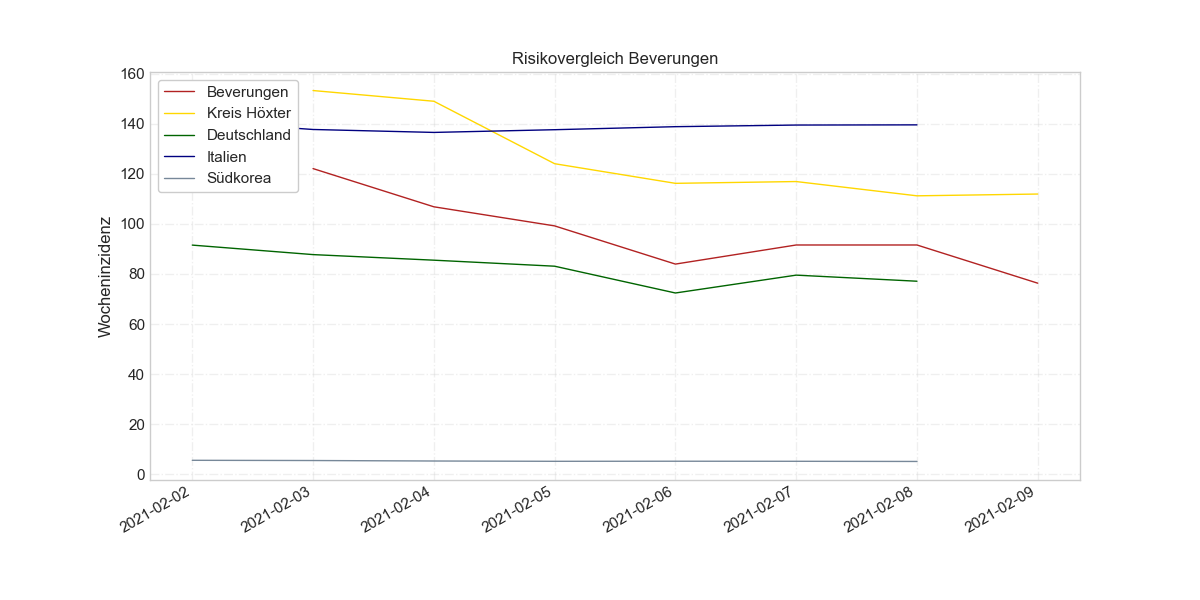 Risikovergleich Beverungen
Wocheninzidenz
160
140
120
100
80
60
40
20
0
Beverungen
Kreis Höxter
Deutschland
Italien
Südkorea
2021-02-02
2021-02-03
2021-02-04
2021-02-05
2021-02-06
2021-02-07
2021-02-08
2021-02-09